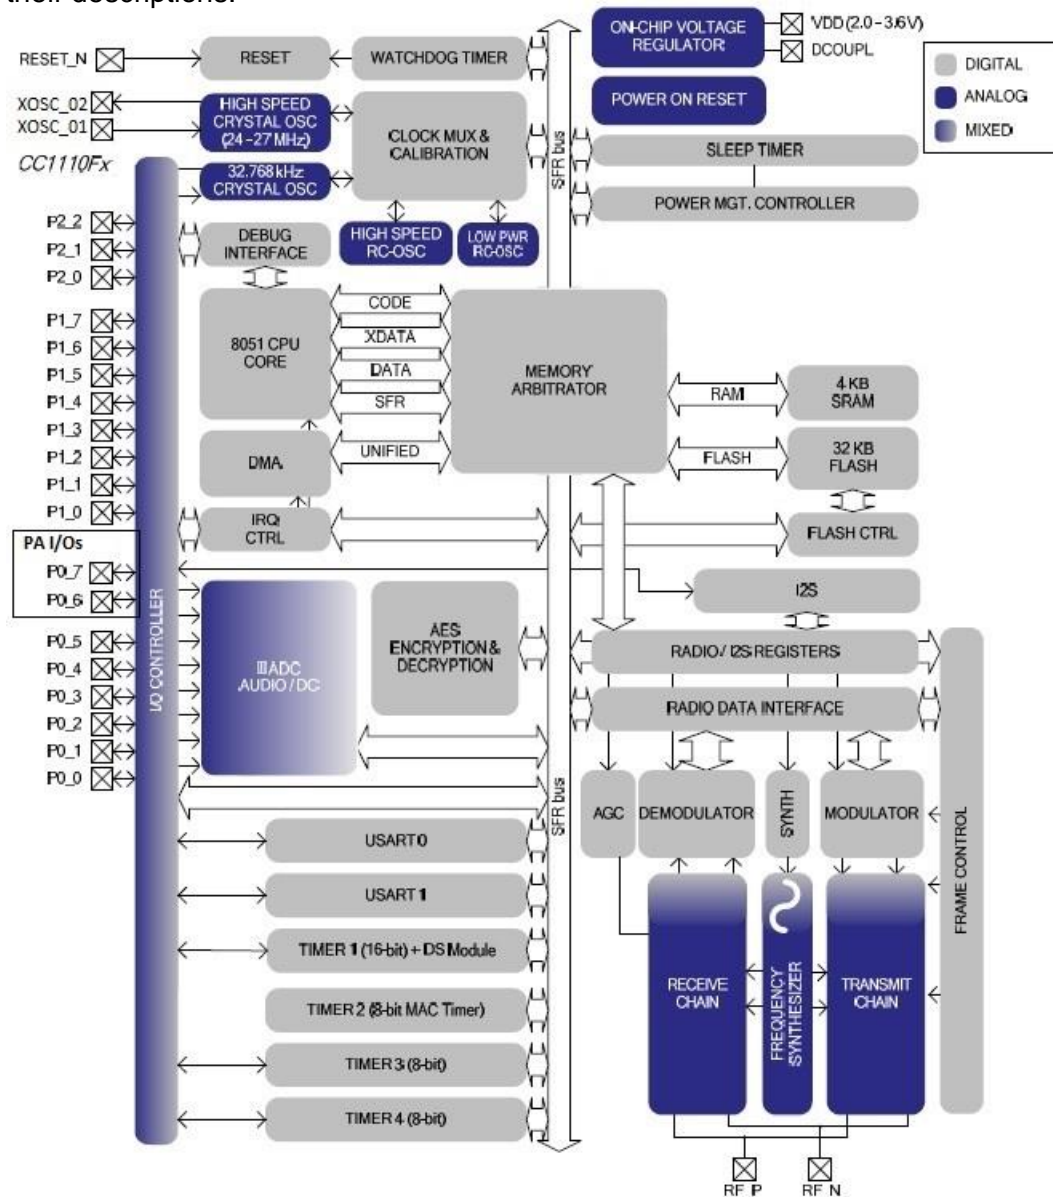 their descriptions.
RESET_N
XOSC_02
XOSC_01
CC1110Fx
P2_2
P2_1
P2_0
P1_7
P1_6
P1_5
P1_4
P1_3
P1_2
P1_1
P1_0
PA I/Os
P0_7
P0_6
P0_5
P0_4
P0_3
P0_2
P0_1
P0_0
I/O CONTROLLER
RESET
WATCHDOG TIMER
HIGH SPEED
CRYSTAL OSC
(24-27 MHz)
32.768 kHz
CRYSTAL OSC
CLOCK MUX &
CALIBRATION
HIGH SPEED
RC-OSC
LOW PWR
RC-OSC
DEBUG
INTERFACE
8051 CPU
CORE
CODE
XDATA
DATA
SFR
UNIFIED
DMA
IRQ
CTRL
MEMORY
ARBITRATOR
SFR bus
ON-CHIP VOLTAGE
REGULATOR
VDD (2.0-3.6V)
DCOUPL
POWER ON RESET
DIGITAL
ANALOG
MIXED
SLEEP TIMER
POWER MGT. CONTROLLER
RAM
4 KB
SRAM
FLASH
32 KB
FLASH
FLASH CTRL
I2S
ADC
AUDIO / DC
AES
ENCRYPTION &
DECRYPTION
RADIO / I2S REGISTERS
RADIO DATA INTERFACE
SFR bus
AGC
DEMODULATOR
SYNTH
MODULATOR
FRAME CONTROL
USART 0
USART 1
TIMER 1 (16-bit) + DS Module
TIMER 2 (8-bit MAC Timer)
TIMER 3 (8-bit)
TIMER 4 (8-bit)
RECEIVE
CHAIN
FREQUENCY
SYNTHESIZER
TRANSMIT
CHAIN
RF_P
RF_N